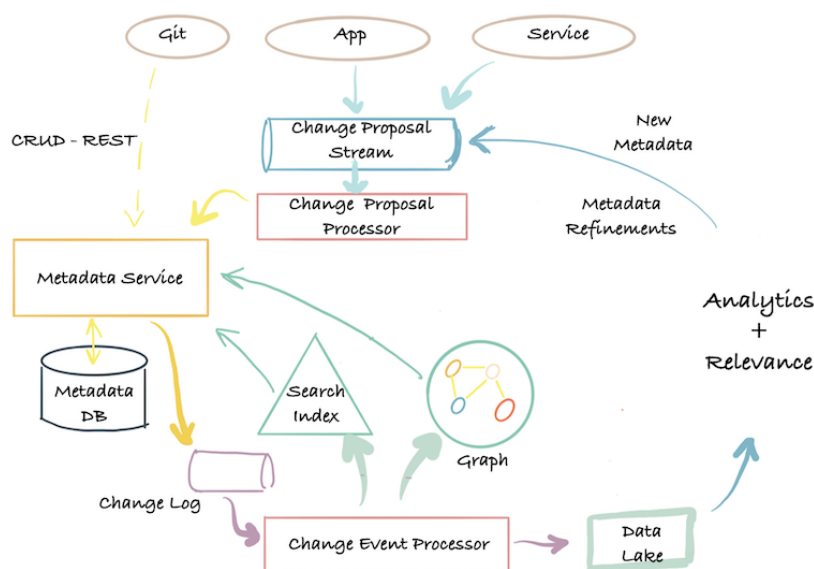 Git
App
Service
CRUD - REST
Change Proposal
Stream
New
Metadata
Change Proposal
Processor
Metadata
Refinements
Metadata Service
Analytics
+
Relevance
Metadata
DB
Search
Index
Graph
Change Log
Change Event Processor
Data
Lake